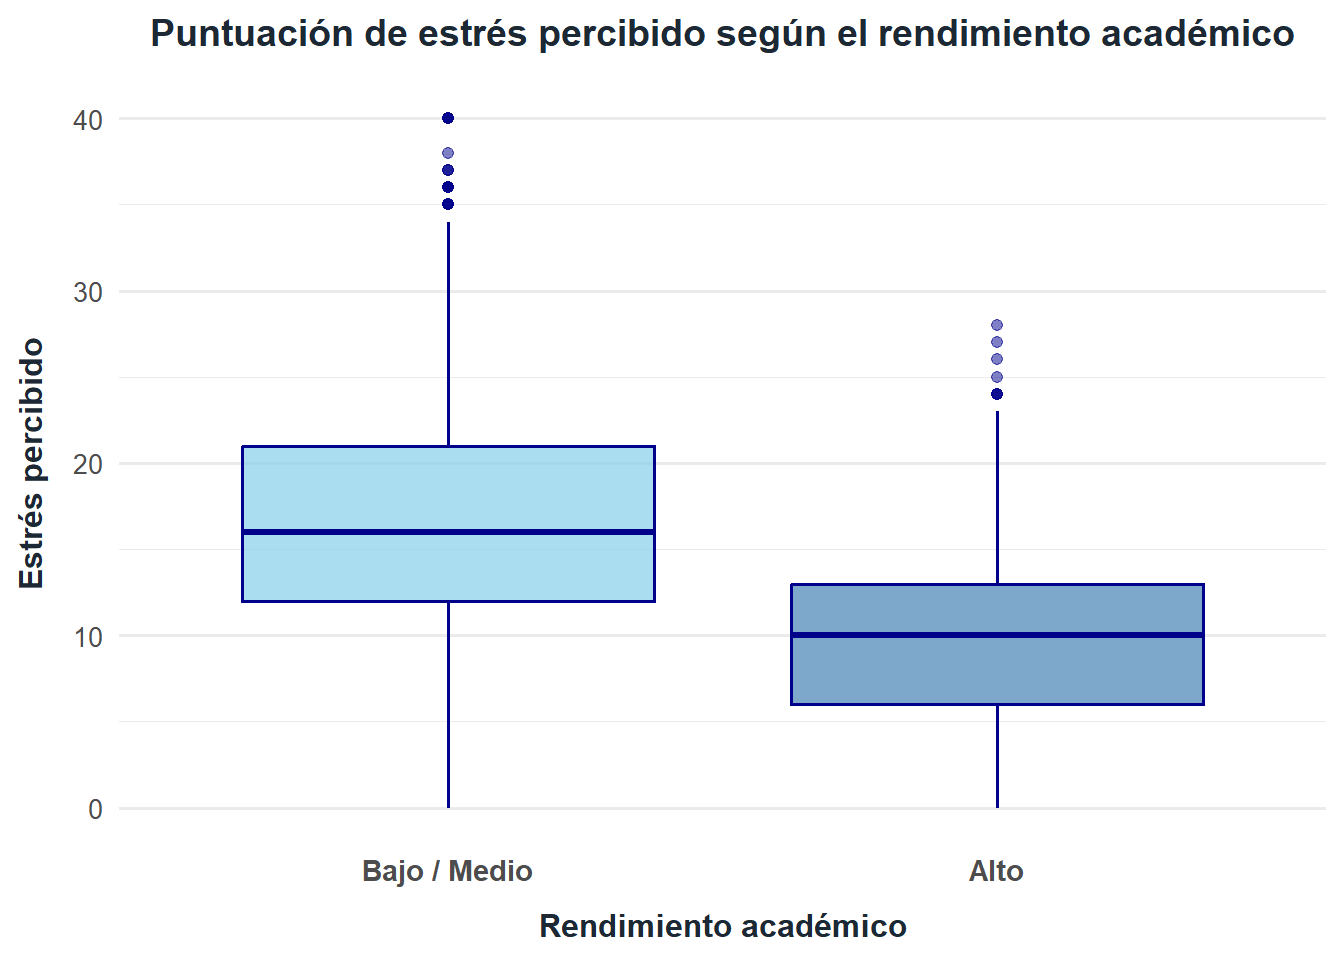 Puntuación de estrés percibido según el rendimiento académico
Estrés percibido
40
30
20
10
0
Bajo / Medio
Alto
Rendimiento académico